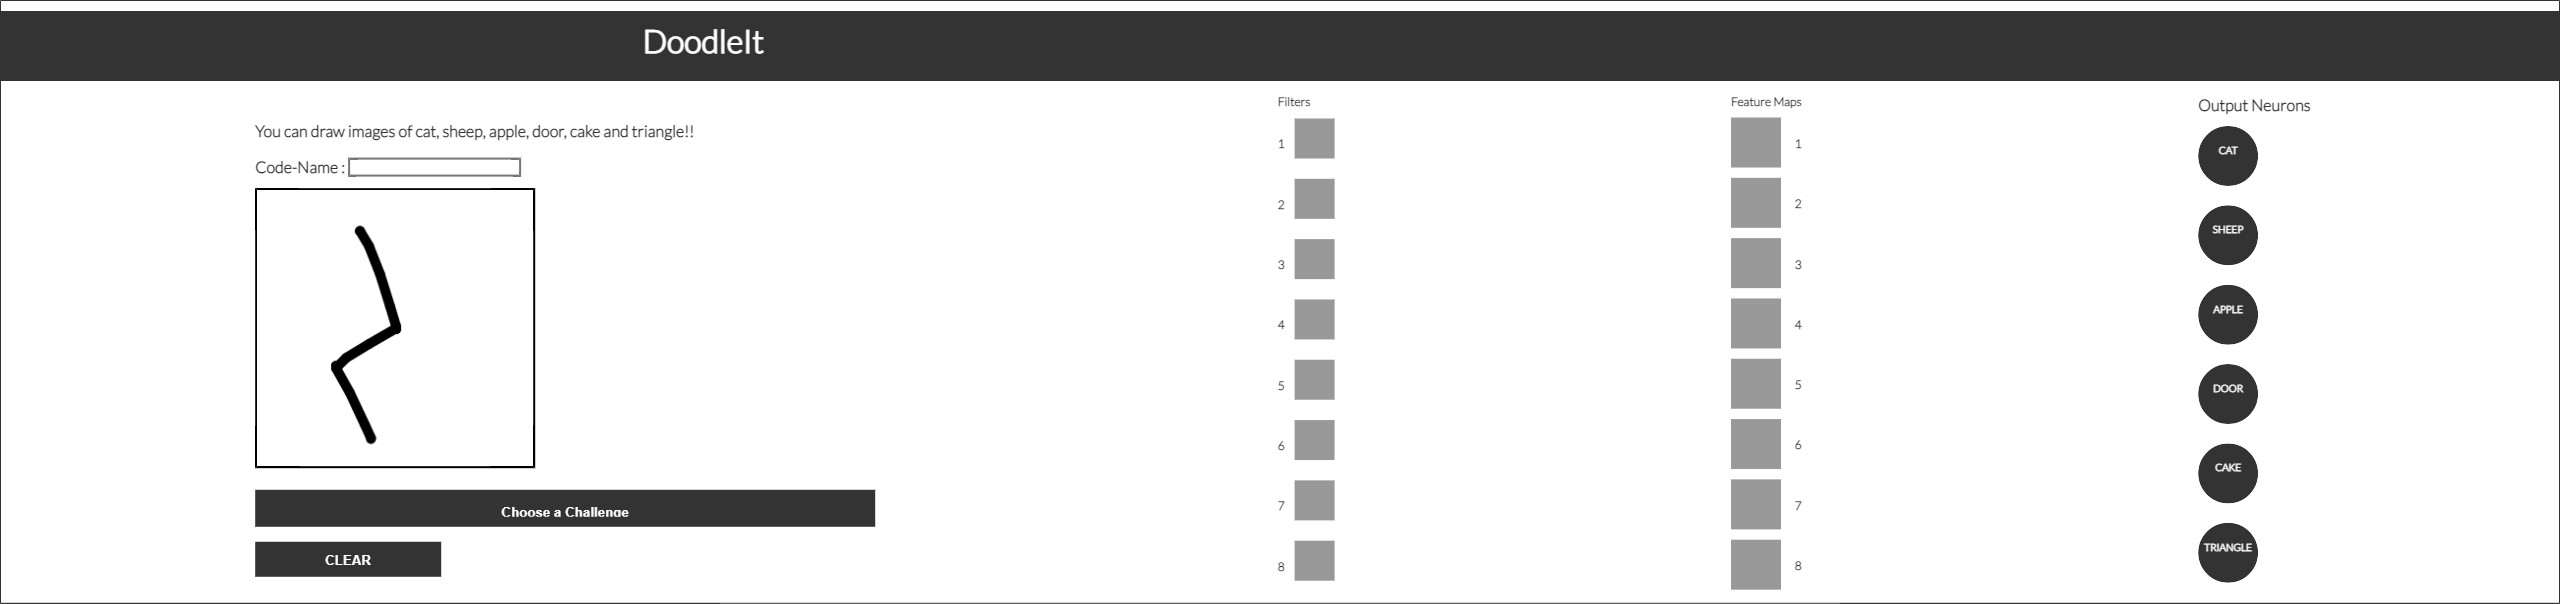 DoodleIt
You can draw images of cat, sheep, apple, door, cake and triangle!!
Code-Name :
Choose a Challenge
CLEAR
Filters
1
2
3
4
5
6
7
8
Feature Maps
1
2
3
4
5
6
7
8
Output Neurons
CAT
SHEEP
APPLE
DOOR
CAKE
TRIANGLE